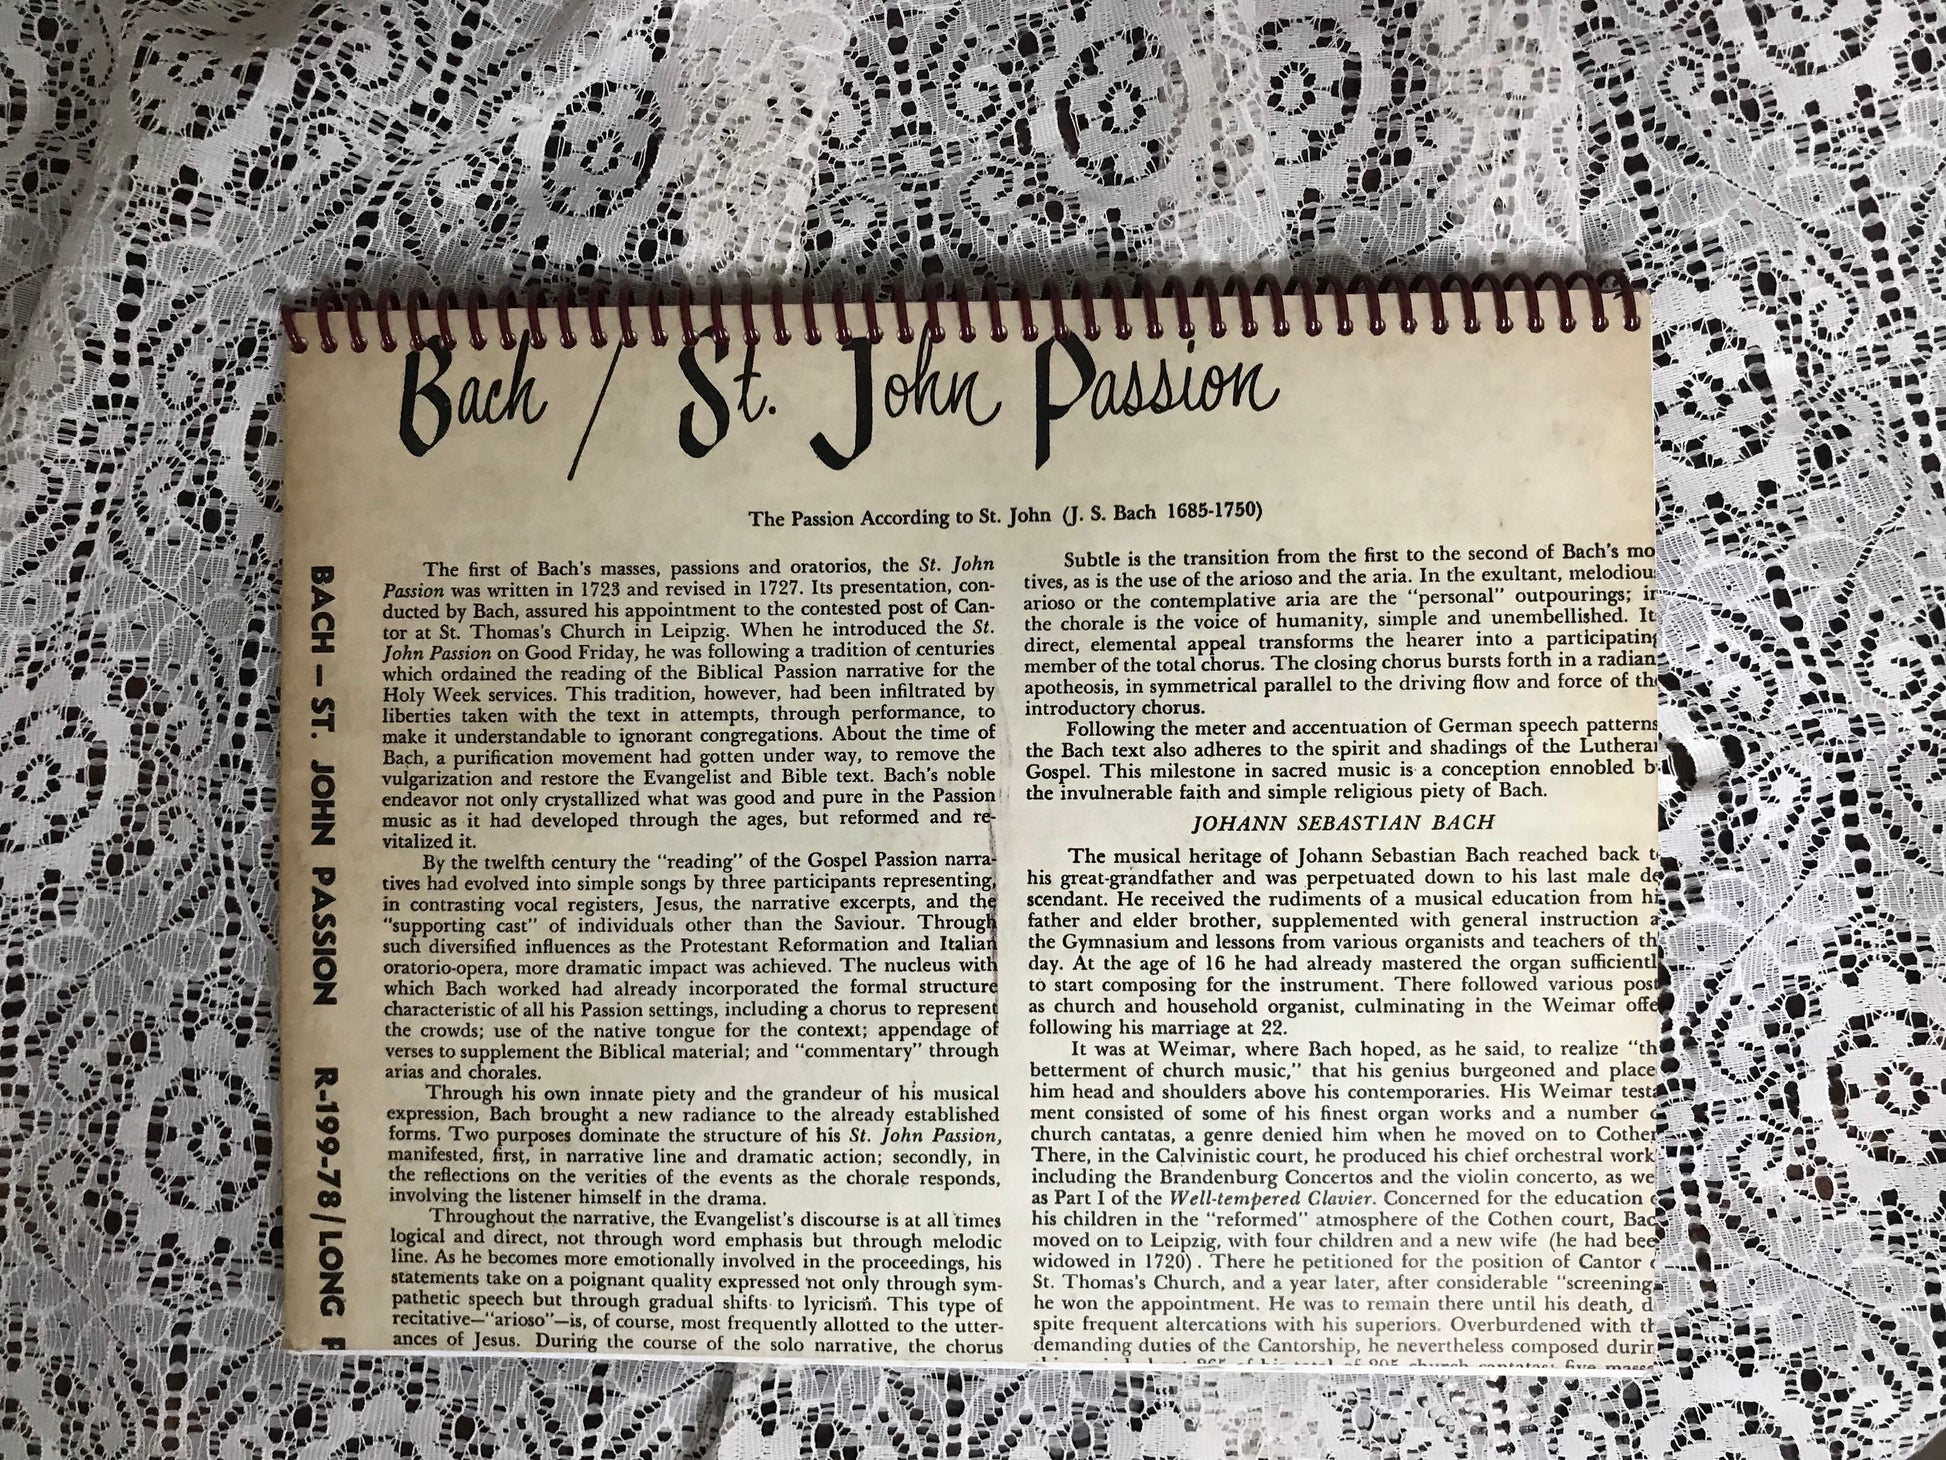 Bach / St. John Passion
The Passion According to St. John (J. S. Bach 1685-1750)
BACH — ST. JOHN PASSION R-199-78/LONG
The first of Bach's masses, passions and oratorios, the St. John
Passion was written in 1723 and revised in 1727. Its presentation, con-
ducted by Bach, assured his appointment to the contested post of Can-
tor at St. Thomas's Church in Leipzig. When he introduced the St.
John Passion on Good Friday, he was following a tradition of centuries
which ordained the reading of the Biblical Passion narrative for the
Holy Week services. This tradition, however, had been infiltrated by
liberties taken with the text in attempts, through performance, to
make it understandable to ignorant congregations. About the time of
Bach, a purification movement had gotten under way, to remove the
vulgarization and restore the Evangelist and Bible text. Bach's noble
endeavor not only crystallized what was good and pure in the Passion
music as it had developed through the ages, but reformed and re-
vitalized it.
By the twelfth century the "reading" of the Gospel Passion narra-
tives had evolved into simple songs by three participants representing,
in contrasting vocal registers, Jesus, the narrative excerpts, and the
"supporting cast" of individuals other than the Saviour. Through
such diversified influences as the Protestant Reformation and Italian
oratorio-opera, more dramatic impact was achieved. The nucleus with
which Bach worked had already incorporated the formal structure
characteristic of all his Passion settings, including a chorus to represent
the crowds; use of the native tongue for the context; appendage of
verses to supplement the Biblical material; and "commentary" through
arias and chorales.
Through his own innate piety and the grandeur of his musical
expression, Bach brought a new radiance to the already established
forms. Two purposes dominate the structure of his St. John Passion,
manifested, first, in narrative line and dramatic action; secondly, in
the reflections on the verities of the events as the chorale responds,
involving the listener himself in the drama.
Throughout the narrative, the Evangelist's discourse is at all times
logical and direct, not through word emphasis but through melodic
line. As he becomes more emotionally involved in the proceedings, his
statements take on a poignant quality expressed not only through sym-
pathetic speech but through gradual shifts to lyricism. This type of
recitative—"arioso"—is, of course, most frequently allotted to the utter-
ances of Jesus. During the course of the solo narrative, the chorus
Subtle is the transition from the first to the second of Bach's mo
tives, as is the use of the arioso and the aria. In the exultant, melodiou
arioso or the contemplative aria are the "personal" outpourings; in
the chorale is the voice of humanity, simple and unembellished. It
direct, elemental appeal transforms the hearer into a participating
member of the total chorus. The closing chorus bursts forth in a radian
apotheosis, in symmetrical parallel to the driving flow and force of the
introductory chorus.
Following the meter and accentuation of German speech patterns
the Bach text also adheres to the spirit and shadings of the Luthera
Gospel. This milestone in sacred music is a conception ennobled b
the invulnerable faith and simple religious piety of Bach.
JOHANN SEBASTIAN BACH
The musical heritage of Johann Sebastian Bach reached back t
his great-grandfather and was perpetuated down to his last male de
scendant. He received the rudiments of a musical education from hi
father and elder brother, supplemented with general instruction a
the Gymnasium and lessons from various organists and teachers of th
day. At the age of 16 he had already mastered the organ sufficientl
to start composing for the instrument. There followed various post
as church and household organist, culminating in the Weimar offe
following his marriage at 22.
It was at Weimar, where Bach hoped, as he said, to realize "th
betterment of church music," that his genius burgeoned and place
him head and shoulders above his contemporaries. His Weimar testa
ment consisted of some of his finest organ works and a number o
church cantatas, a genre denied him when he moved on to Cothen
There, in the Calvinistic court, he produced his chief orchestral work
including the Brandenburg Concertos and the violin concerto, as we
as Part I of the Well-tempered Clavier. Concerned for the education o
his children in the "reformed" atmosphere of the Cothen court, Bac
moved on to Leipzig, with four children and a new wife (he had bee
widowed in 1720). There he petitioned for the position of Cantor o
St. Thomas's Church, and a year later, after considerable "screening
he won the appointment. He was to remain there until his death, d
spite frequent altercations with his superiors. Overburdened with th
demanding duties of the Cantorship, he nevertheless composed durin